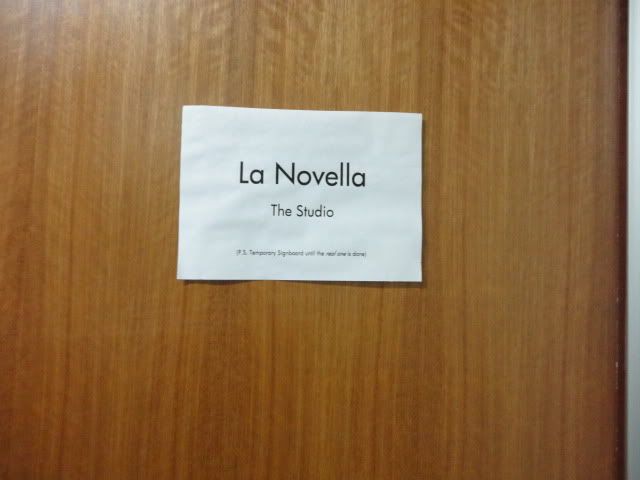 La Novella
The Studio
(P.S. Temporary Signboard until the real one is done)